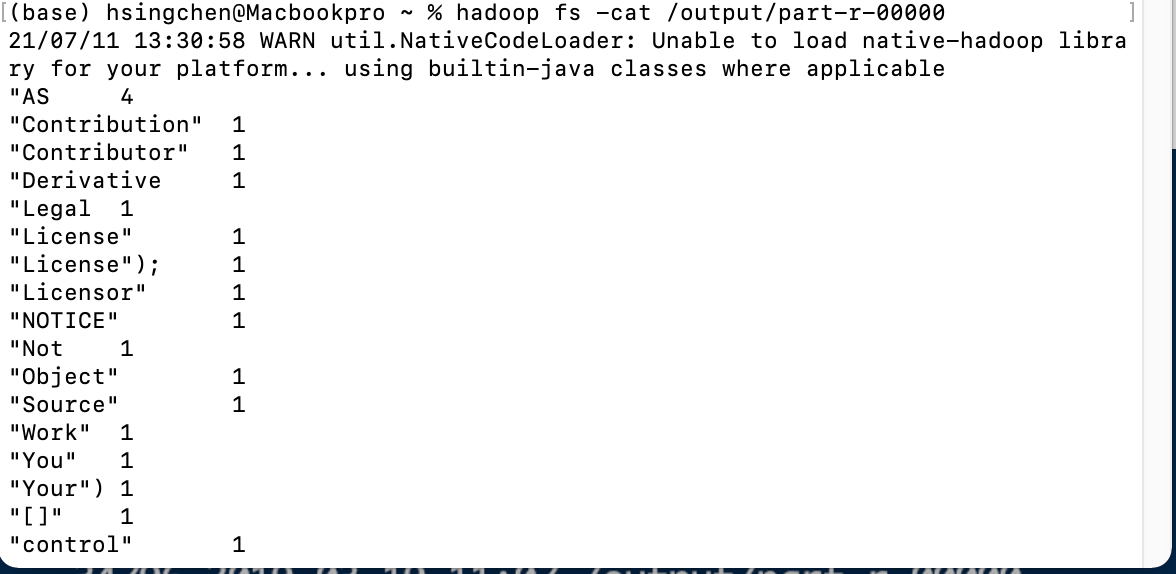 [(base) hsingchen@Macbookpro ~ % hadoop fs -cat /output/part-r-00000 ]
21/07/11 13:30:58 WARN util.NativeCodeLoader: Unable to load native-hadoop libra
ry for your platform... using builtin-java classes where applicable
"AS 4
"Contribution" 1
"Contributor" 1
"Derivative 1
"Legal 1
"License" 1
"License"); 1
"Licensor" 1
"NOTICE" 1
"Not 1
"Object" 1
"Source" 1
"Work" 1
"You" 1
"Your") 1
"[]" 1
"control" 1